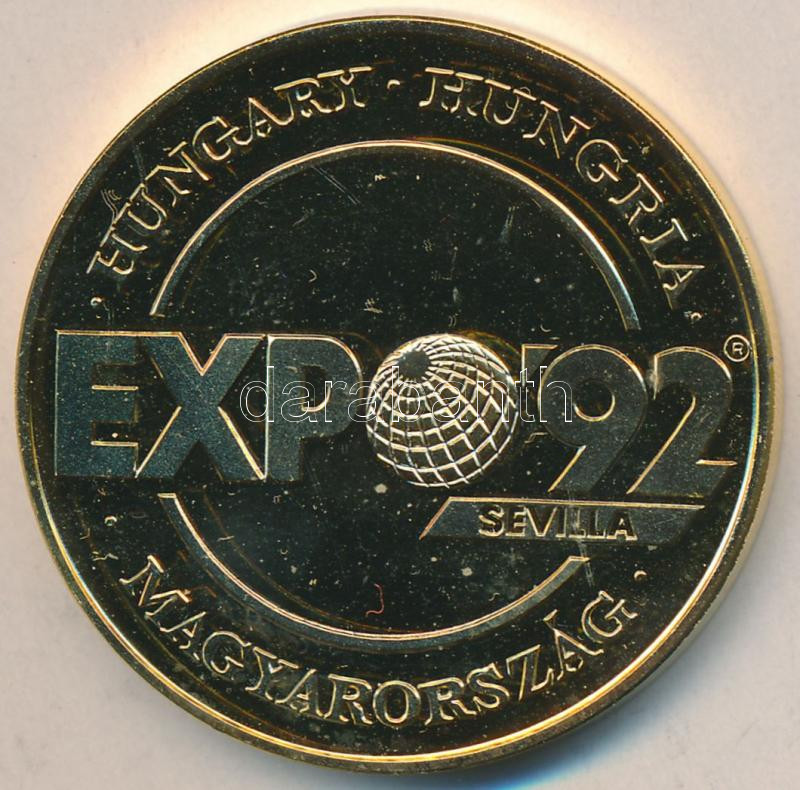 · HUNGARY · HUNGRIA ·
EXPO'92®
SEVILLA
· MAGYARORSZÁG ·
darabanth